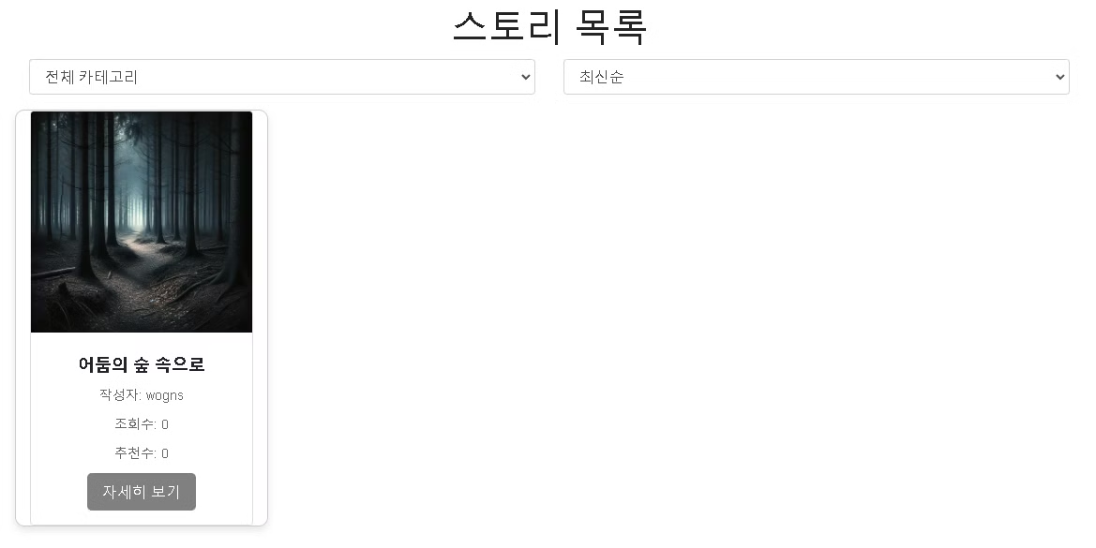 스토리 목록
전체 카테고리
최신순
어둠의 숲 속으로
작성자: wogns
조회수: 0
추천수: 0
자세히 보기